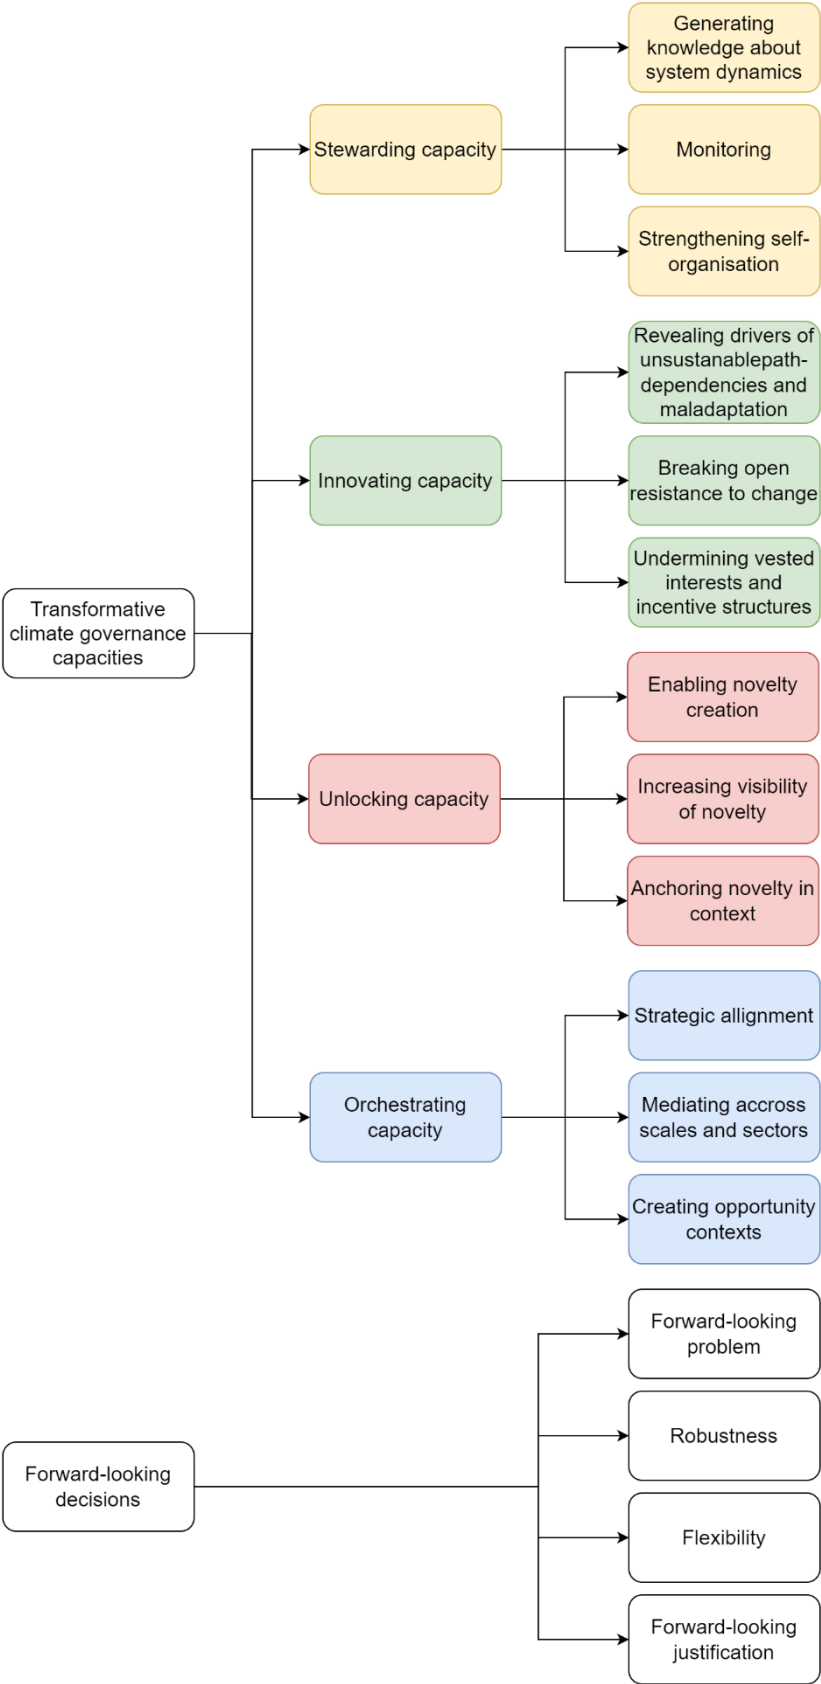 Generating
knowledge about
system dynamics
Stewarding capacity
Monitoring
Strengthening self-
organisation
Revealing drivers of
unsustanablepath-
dependencies and
maladaptation
Innovating capacity
Breaking open
resistance to change
Undermining vested
interests and
incentive structures
Transformative
climate governance
capacities
Enabling novelty
creation
Unlocking capacity
Increasing visibility
of novelty
Anchoring novelty in
context
Strategic allignment
Orchestrating
capacity
Mediating accross
scales and sectors
Creating opportunity
contexts
Forward-looking
problem
Robustness
Forward-looking
decisions
Flexibility
Forward-looking
justification